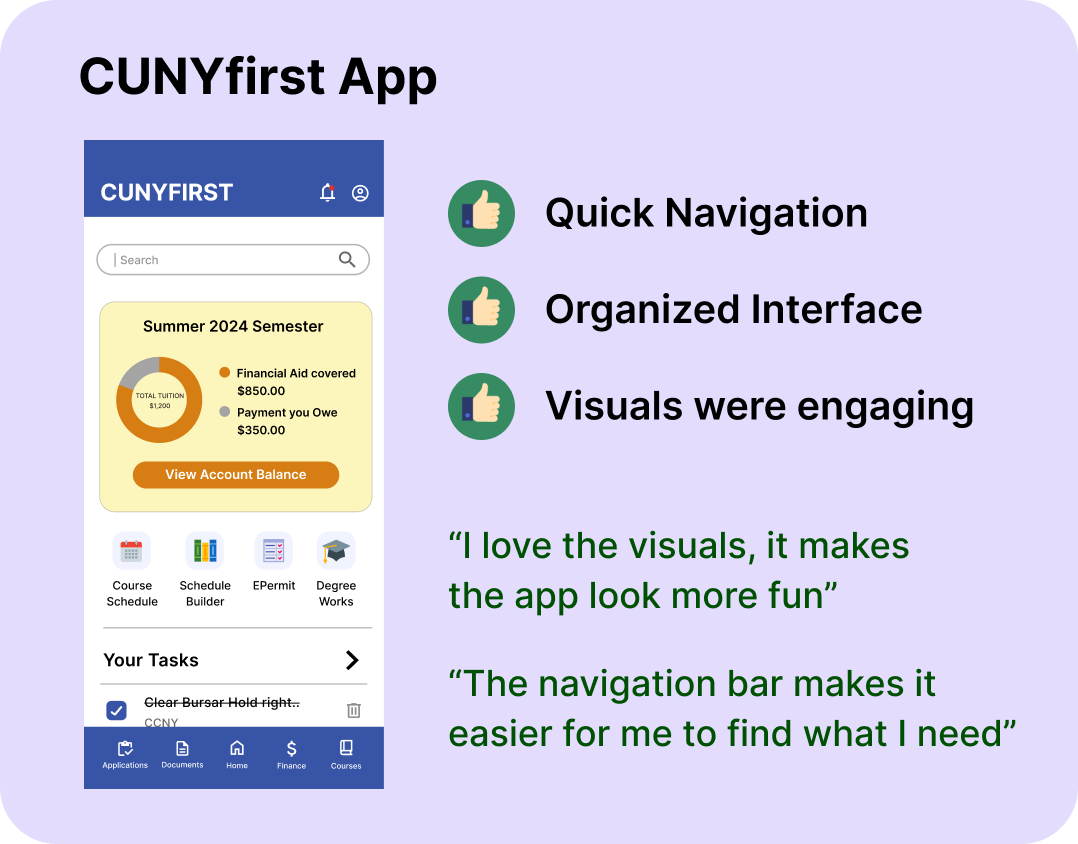 CUNYfirst App
CUNYFIRST
Search
Summer 2024 Semester
TOTAL TUITION
$1,200
Financial Aid covered
$850.00
Payment you Owe
$350.00
View Account Balance
Course
Schedule
Schedule
Builder
EPermit
Degree
Works
Your Tasks
Clear Bursar Hold right..
CCNY
Applications
Documents
Home
Finance
Courses
Quick Navigation
Organized Interface
Visuals were engaging
“I love the visuals, it makes
the app look more fun”
“The navigation bar makes it
easier for me to find what I need”